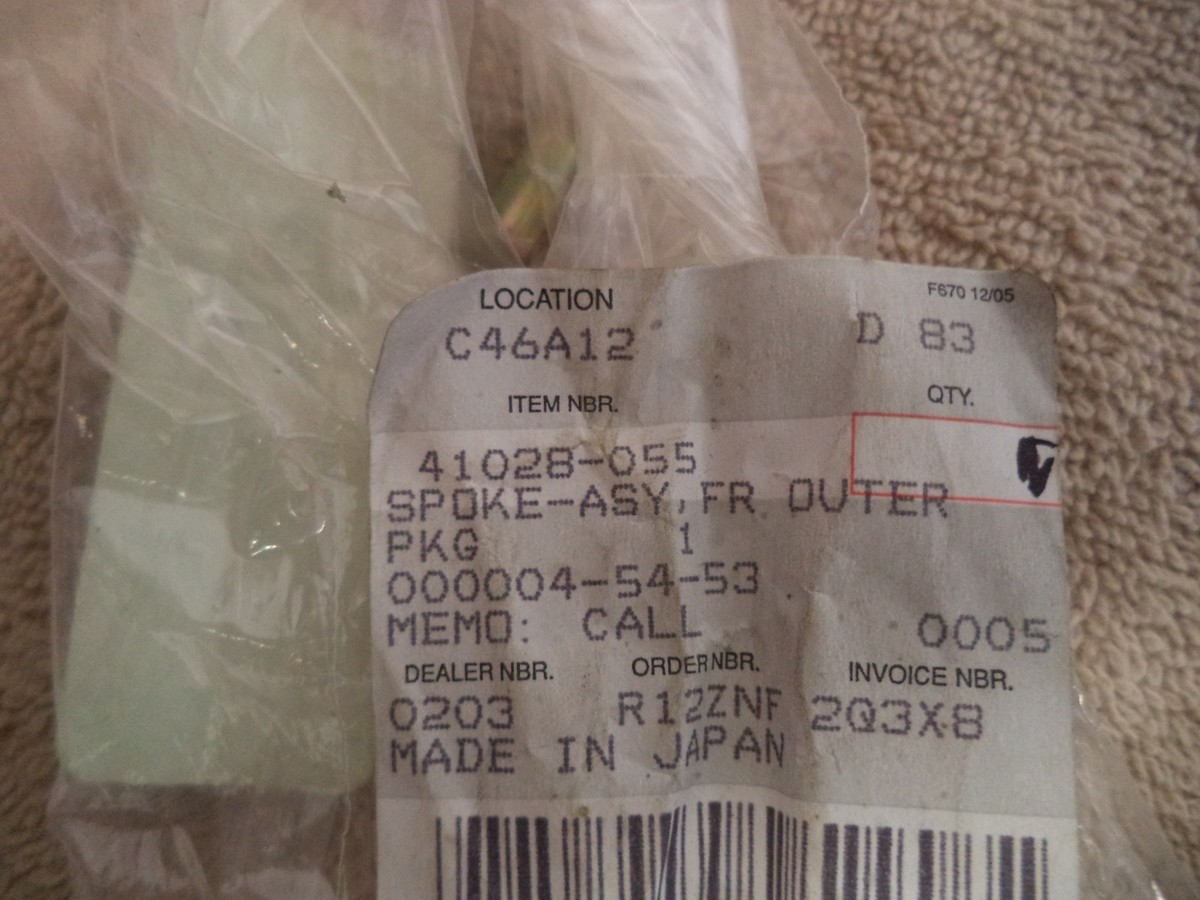 LOCATION
F670 12/05
C46A12
D 83
ITEM NBR.
QTY.
41028-055
SPOKE-ASY,FR OUTER
PKG 1
000004-54-53
MEMO: CALL 0005
DEALER NBR. ORDER NBR. INVOICE NBR.
0203 R12ZNF 2Q3X8
MADE IN JAPAN